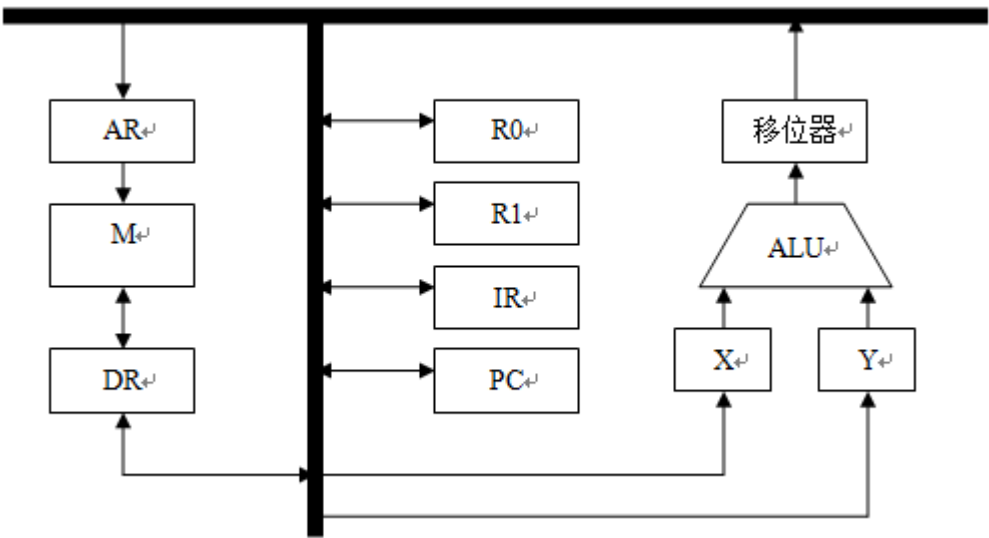 AR↵
R0↵
移位器↵
M↵
R1↵
ALU↵
IR↵
DR↵
PC↵
X↵
Y↵